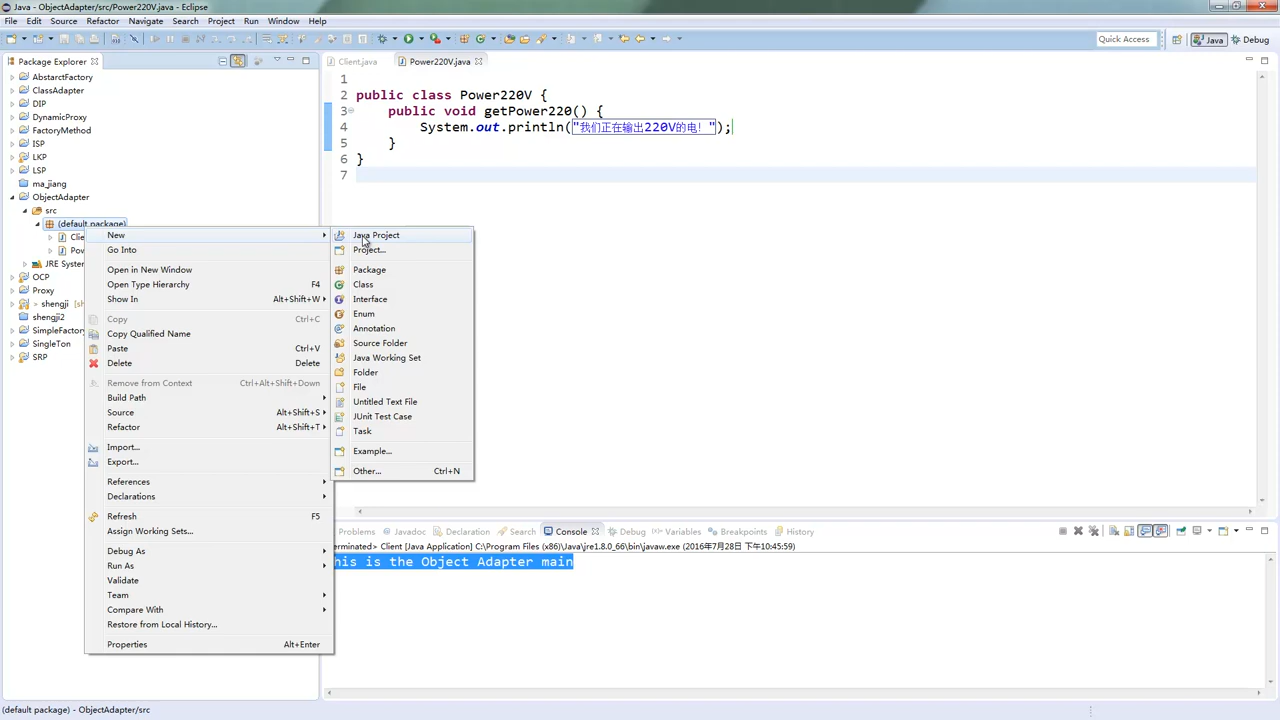 Java - ObjectAdapter/src/Power220V.java - Eclipse
File Edit Source Refactor Navigate Search Project Run Window Help
Quick Access
Java
Debug
Package Explorer
AbstarctFactory
ClassAdapter
DIP
DynamicProxy
FactoryMethod
ISP
LKP
LSP
ma_jiang
ObjectAdapter
src
(default package)
Clie
Pow
JRE System
OCP
Proxy
> shengji [sh
shengji2
SimpleFactory
SingleTon
SRP
New
Go Into
Open in New Window
Open Type Hierarchy F4
Show In Alt+Shift+W
Copy Ctrl+C
Copy Qualified Name
Paste Ctrl+V
Delete Delete
Remove from Context Ctrl+Alt+Shift+Down
Build Path
Source Alt+Shift+S
Refactor Alt+Shift+T
Import...
Export...
References
Declarations
Refresh F5
Assign Working Sets...
Debug As
Run As
Validate
Team
Compare With
Restore from Local History...
Properties Alt+Enter
Java Project
Project...
Package
Class
Interface
Enum
Annotation
Source Folder
Java Working Set
Folder
File
Untitled Text File
JUnit Test Case
Task
Example...
Other... Ctrl+N
Client.java Power220V.java
1
2 public class Power220V {
3 public void getPower220() {
4 System.out.println("我们正在输出220V的电！");
5 }
6 }
7
Problems Javadoc Declaration Search Console Debug Variables Breakpoints History
erminated> Client [Java Application] C:\Program Files (x86)\Java\jre1.8.0_66\bin\javaw.exe (2016年7月28日 下午10:45:59)
his is the Object Adapter main
(default package) - ObjectAdapter/src